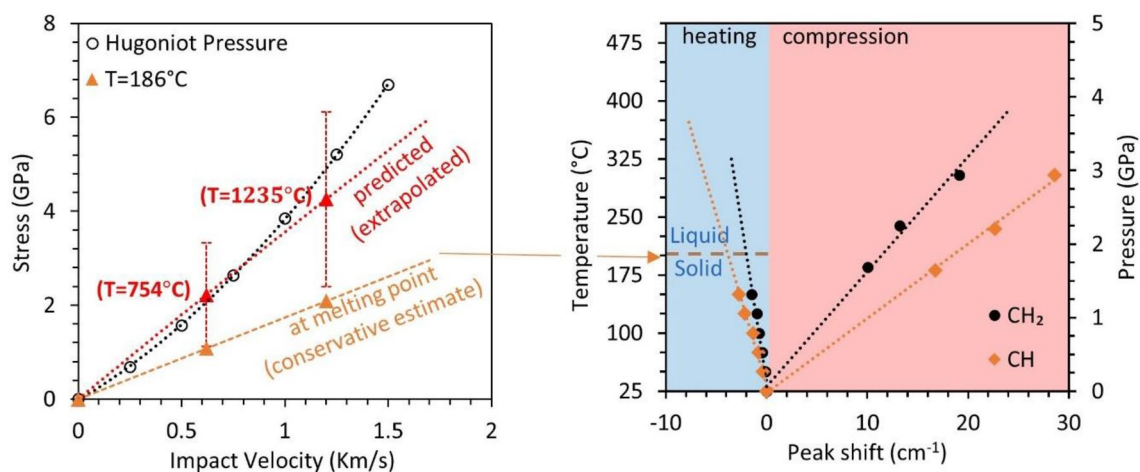 8
6
4
2
0
Stress (GPa)
Hugoniot Pressure
T=186°C
(T=1235°C)
(T=754°C)
predicted
(extrapolated)
at melting point
(conservative estimate)
0
0.5
1
1.5
2
Impact Velocity (Km/s)
heating
compression
475
400
325
250
175
100
25
Temperature (°C)
Liquid
Solid
CH₂
CH
5
4
3
2
1
0
Pressure (GPa)
-10
0
10
20
30
Peak shift (cm⁻¹)